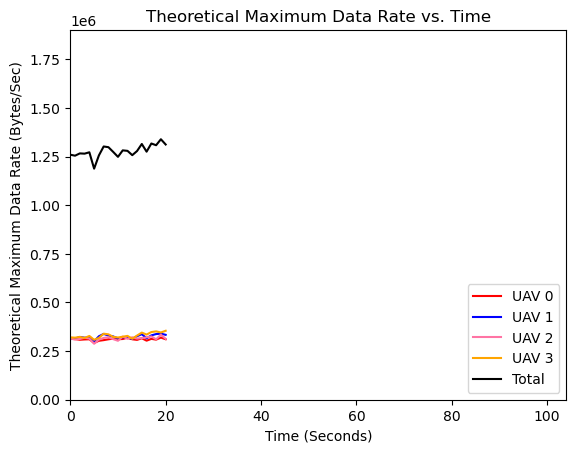 Theoretical Maximum Data Rate vs. Time
1e6
Theoretical Maximum Data Rate (Bytes/Sec)
1.75
1.50
1.25
1.00
0.75
0.50
0.25
0.00
0
20
40
60
80
100
Time (Seconds)
UAV 0
UAV 1
UAV 2
UAV 3
Total